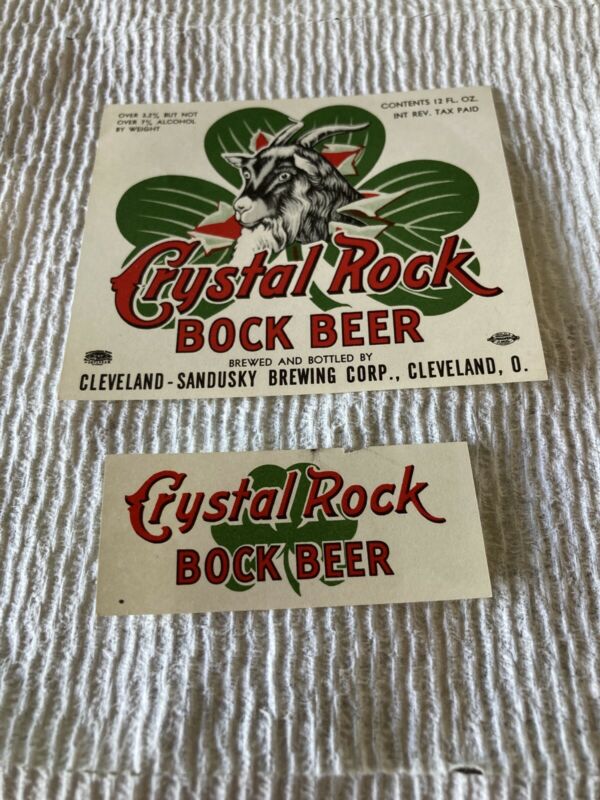 OVER 3.2% BUT NOT
OVER 7% ALCOHOL
BY WEIGHT
CONTENTS 12 FL. OZ.
INT REV. TAX PAID
Crystal Rock
BOCK BEER
BREWED AND BOTTLED BY
CLEVELAND-SANDUSKY BREWING CORP., CLEVELAND, O.
Crystal Rock
BOCK BEER